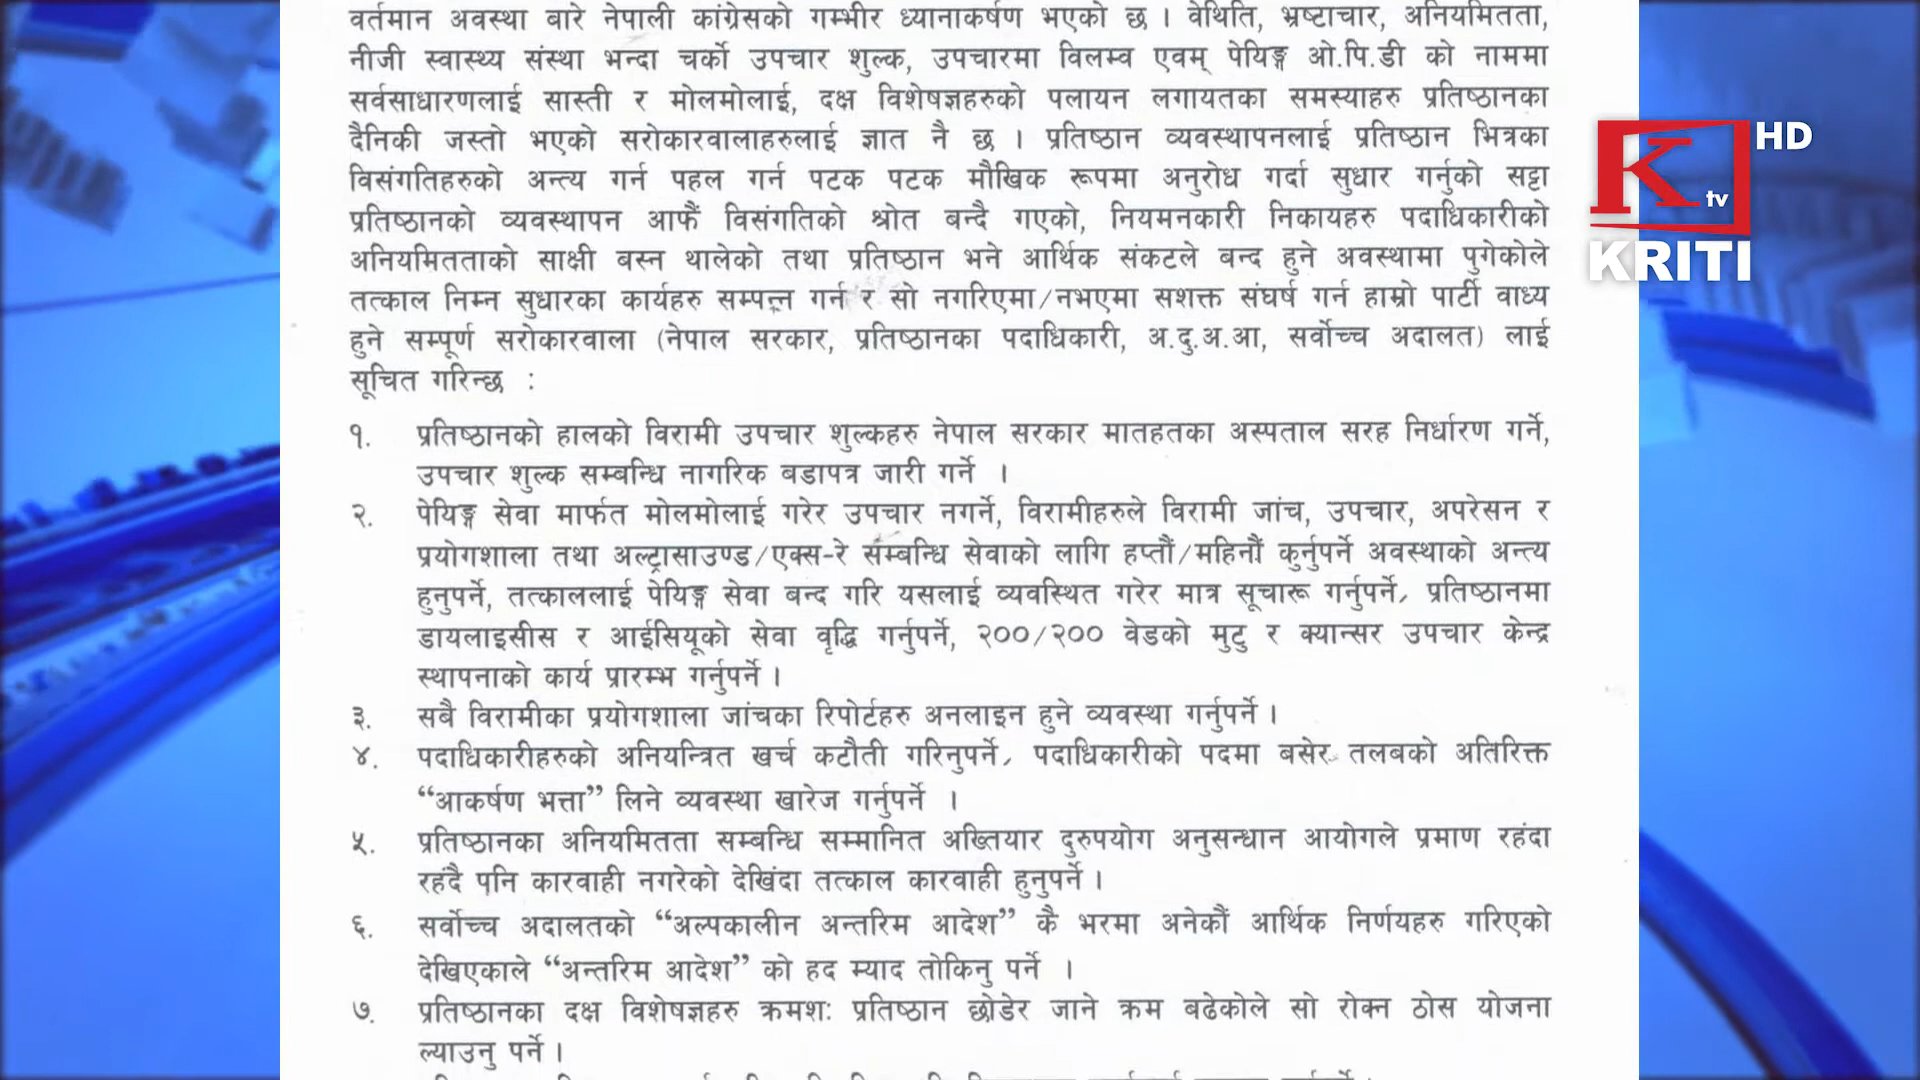 वर्तमान अवस्था बारे नेपाली कांग्रेसको गम्भीर ध्यानाकर्षण भएको छ । वेथिति, भ्रष्टाचार, अनियमितता,
नीजी स्वास्थ्य संस्था भन्दा चर्को उपचार शुल्क, उपचारमा विलम्व एवम् पेयिङ्ग ओ.पि.डी को नाममा
सर्वसाधारणलाई सास्ती र मोलमोलाई, दक्ष विशेषज्ञहरुको पलायन लगायतका समस्याहरु प्रतिष्ठानका
दैनिकी जस्तो भएको सरोकारवालाहरुलाई ज्ञात नै छ । प्रतिष्ठान व्यवस्थापनलाई प्रतिष्ठान भित्रका
विसंगतिहरुको अन्त्य गर्न पहल गर्न पटक पटक मौखिक रूपमा अनुरोध गर्दा सुधार गर्नुको सट्टा
प्रतिष्ठानको व्यवस्थापन आफैं विसंगतिको श्रोत बन्दै गएको, नियमनकारी निकायहरु पदाधिकारीको
अनियमितताको साक्षी बस्न थालेको तथा प्रतिष्ठान भने आर्थिक संकटले बन्द हुने अवस्थामा पुगेकोले
तत्काल निम्न सुधारका कार्यहरु सम्पन्न गर्न र सो नगरिएमा/नभएमा सशक्त संघर्ष गर्न हाम्रो पार्टी वाध्य
हुने सम्पूर्ण सरोकारवाला (नेपाल सरकार, प्रतिष्ठानका पदाधिकारी, अ.दु.अ.आ, सर्वोच्च अदालत) लाई
सूचित गरिन्छ :
१. प्रतिष्ठानको हालको विरामी उपचार शुल्कहरु नेपाल सरकार मातहतका अस्पताल सरह निर्धारण गर्ने,
उपचार शुल्क सम्बन्धि नागरिक बडापत्र जारी गर्ने ।
२. पेयिङ्ग सेवा मार्फत मोलमोलाई गरेर उपचार नगर्ने, विरामीहरुले विरामी जांच, उपचार, अपरेसन र
प्रयोगशाला तथा अल्ट्रासाउण्ड/एक्स-रे सम्बन्धि सेवाको लागि हप्तौं/महिनौं कुर्नुपर्ने अवस्थाको अन्त्य
हुनुपर्ने, तत्काललाई पेयिङ्ग सेवा बन्द गरि यसलाई व्यवस्थित गरेर मात्र सूचारू गर्नुपर्ने, प्रतिष्ठानमा
डायलाइसीस र आईसियूको सेवा वृद्धि गर्नुपर्ने, २००/२०० वेडको मुटु र क्यान्सर उपचार केन्द्र
स्थापनाको कार्य प्रारम्भ गर्नुपर्ने ।
३. सबै विरामीका प्रयोगशाला जांचका रिपोर्टहरु अनलाइन हुने व्यवस्था गर्नुपर्ने ।
४. पदाधिकारीहरुको अनियन्त्रित खर्च कटौती गरिनुपर्ने, पदाधिकारीको पदमा बसेर तलबको अतिरिक्त
“आकर्षण भत्ता” लिने व्यवस्था खारेज गर्नुपर्ने ।
५. प्रतिष्ठानका अनियमितता सम्बन्धि सम्मानित अख्तियार दुरुपयोग अनुसन्धान आयोगले प्रमाण रहंदा
रहंदै पनि कारवाही नगरेको देखिंदा तत्काल कारवाही हुनुपर्ने ।
६. सर्वोच्च अदालतको “अल्पकालीन अन्तरिम आदेश” कै भरमा अनेकौं आर्थिक निर्णयहरु गरिएको
देखिएकाले “अन्तरिम आदेश” को हद म्याद तोकिनु पर्ने ।
७. प्रतिष्ठानका दक्ष विशेषज्ञहरु क्रमशः प्रतिष्ठान छोडेर जाने क्रम बढेकोले सो रोक्न ठोस योजना
ल्याउनु पर्ने ।
K tv HD
KRITI